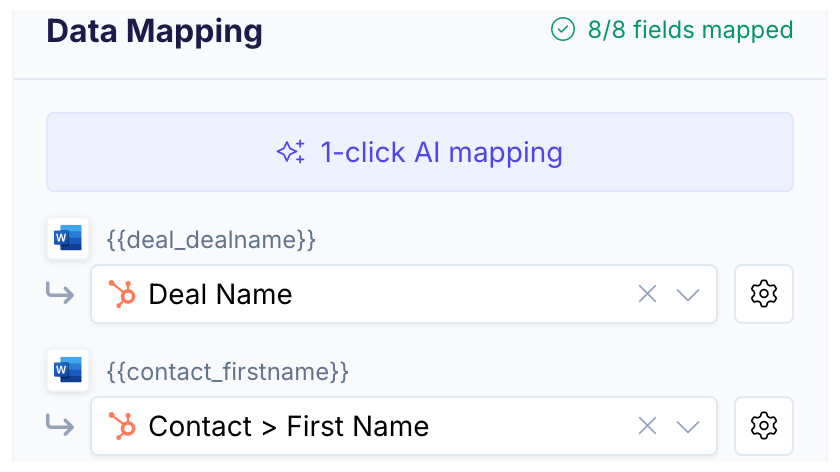 Data Mapping
8/8 fields mapped
1-click AI mapping
W
{{deal_dealname}}
Deal Name
W
{{contact_firstname}}
Contact > First Name